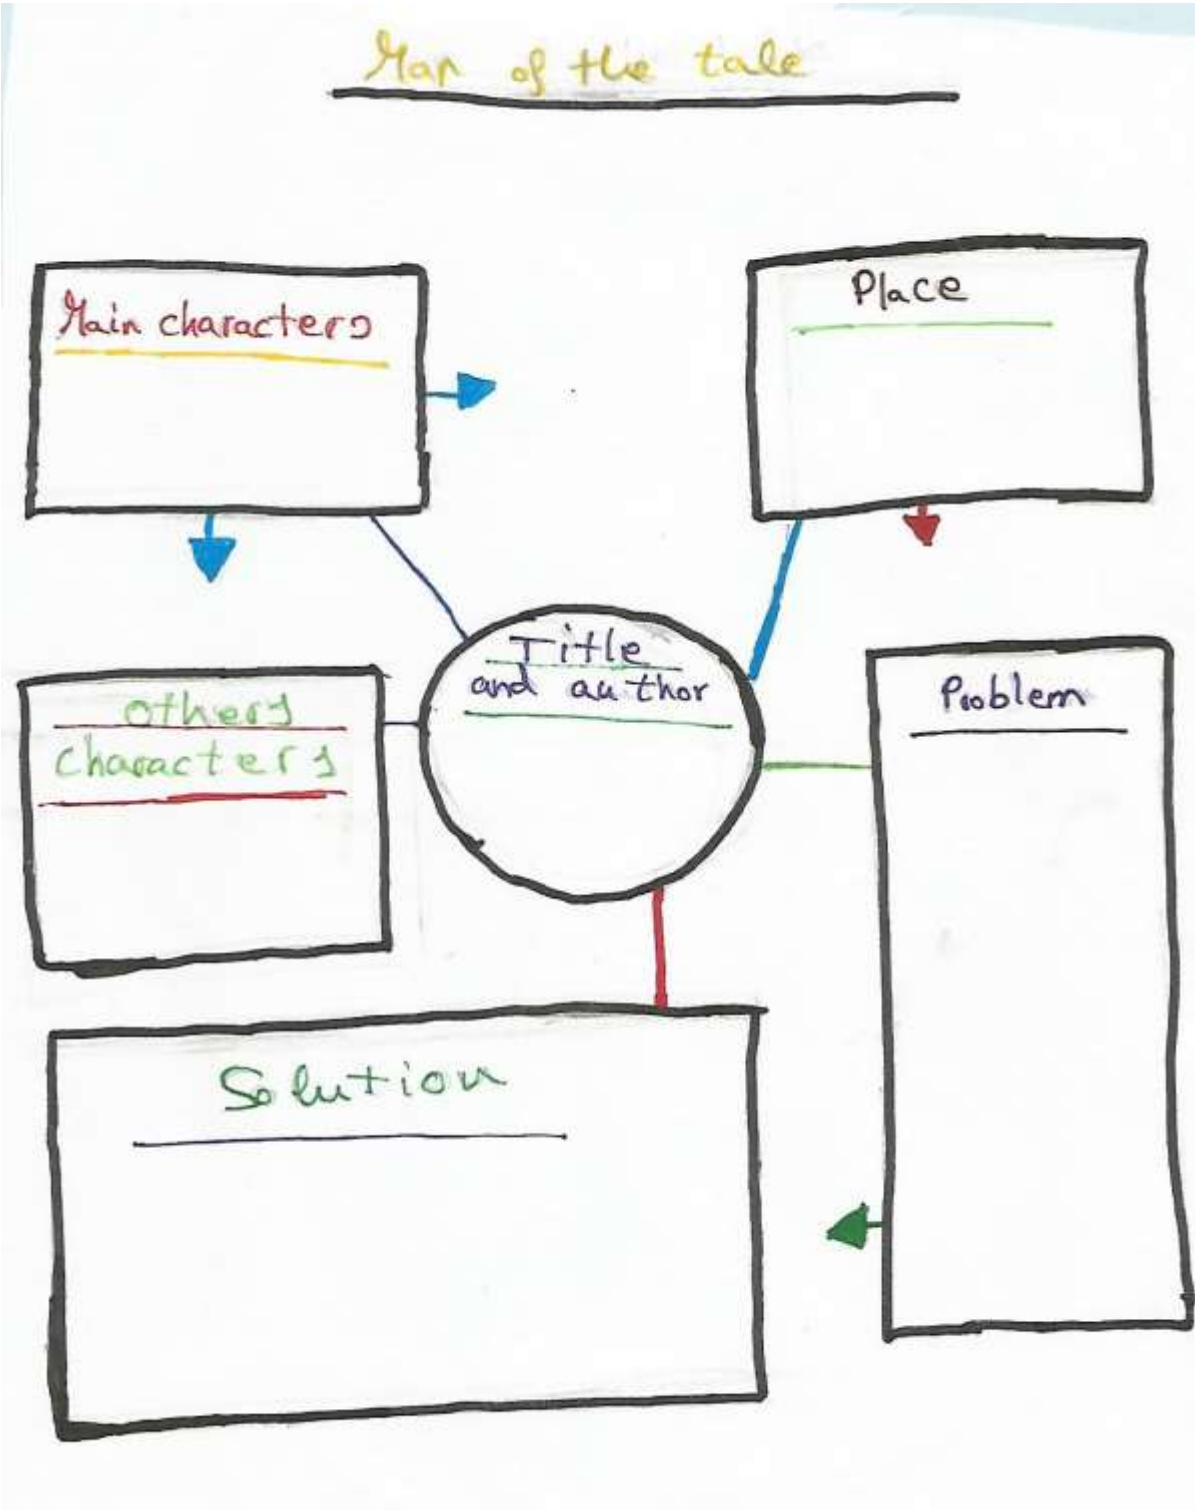 Map of the tale
Main characters
Place
Title
and author
Problem
others
characters
Solution